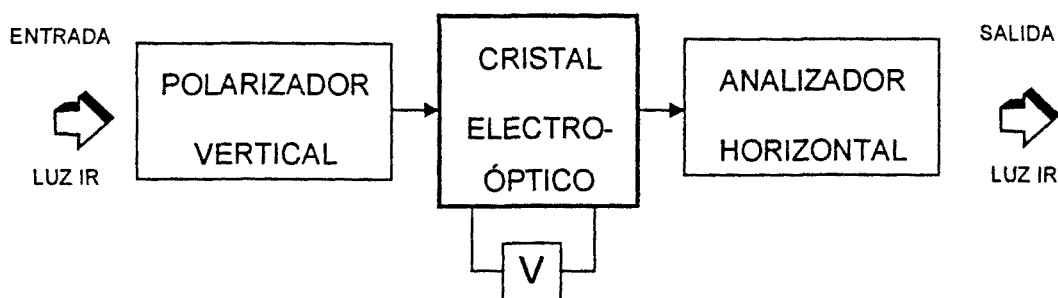 ENTRADA
LUZ IR
POLARIZADOR
VERTICAL
CRISTAL
ELECTRO-
ÓPTICO
V
ANALIZADOR
HORIZONTAL
SALIDA
LUZ IR